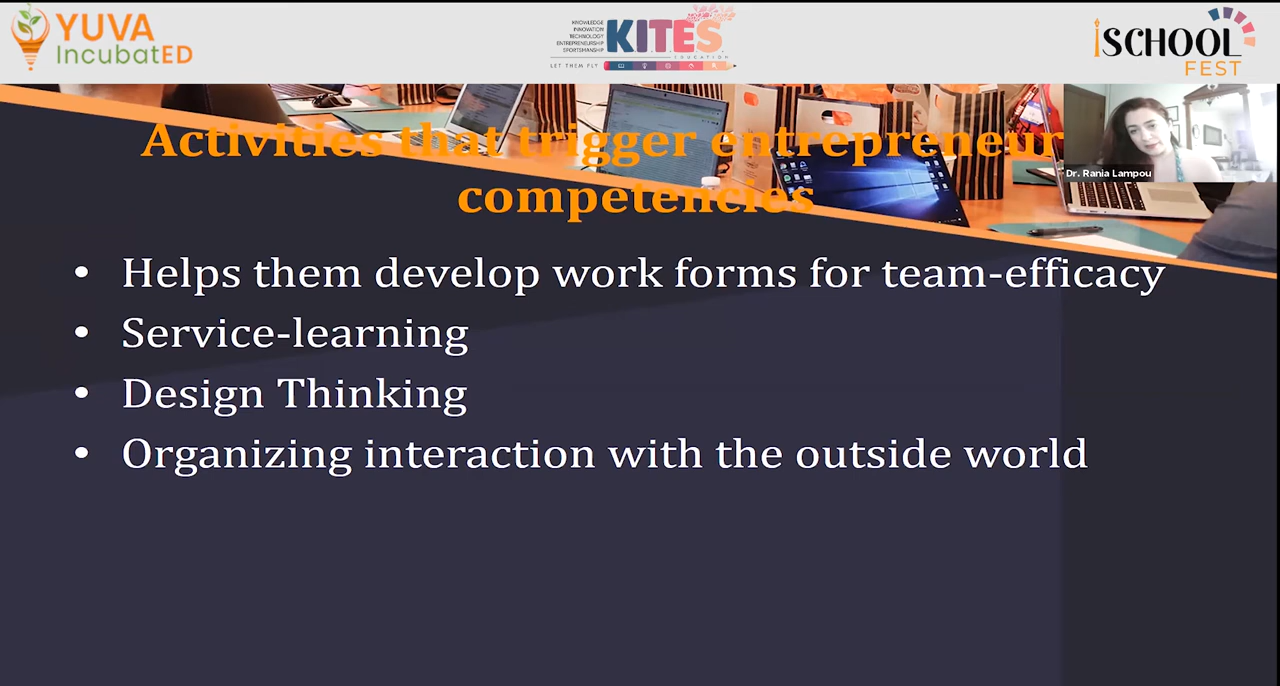 YUVA
IncubatED
KNOWLEDGE
INNOVATION
TECHNOLOGY
ENTREPRENEURSHIP
SPORTSMANSHIP
KITES
EDUCATION
LET THEM FLY
iSCHOOL
FEST
Activities that trigger entrepreneur
competencies
Dr. Rania Lampou
• Helps them develop work forms for team-efficacy
• Service-learning
• Design Thinking
• Organizing interaction with the outside world